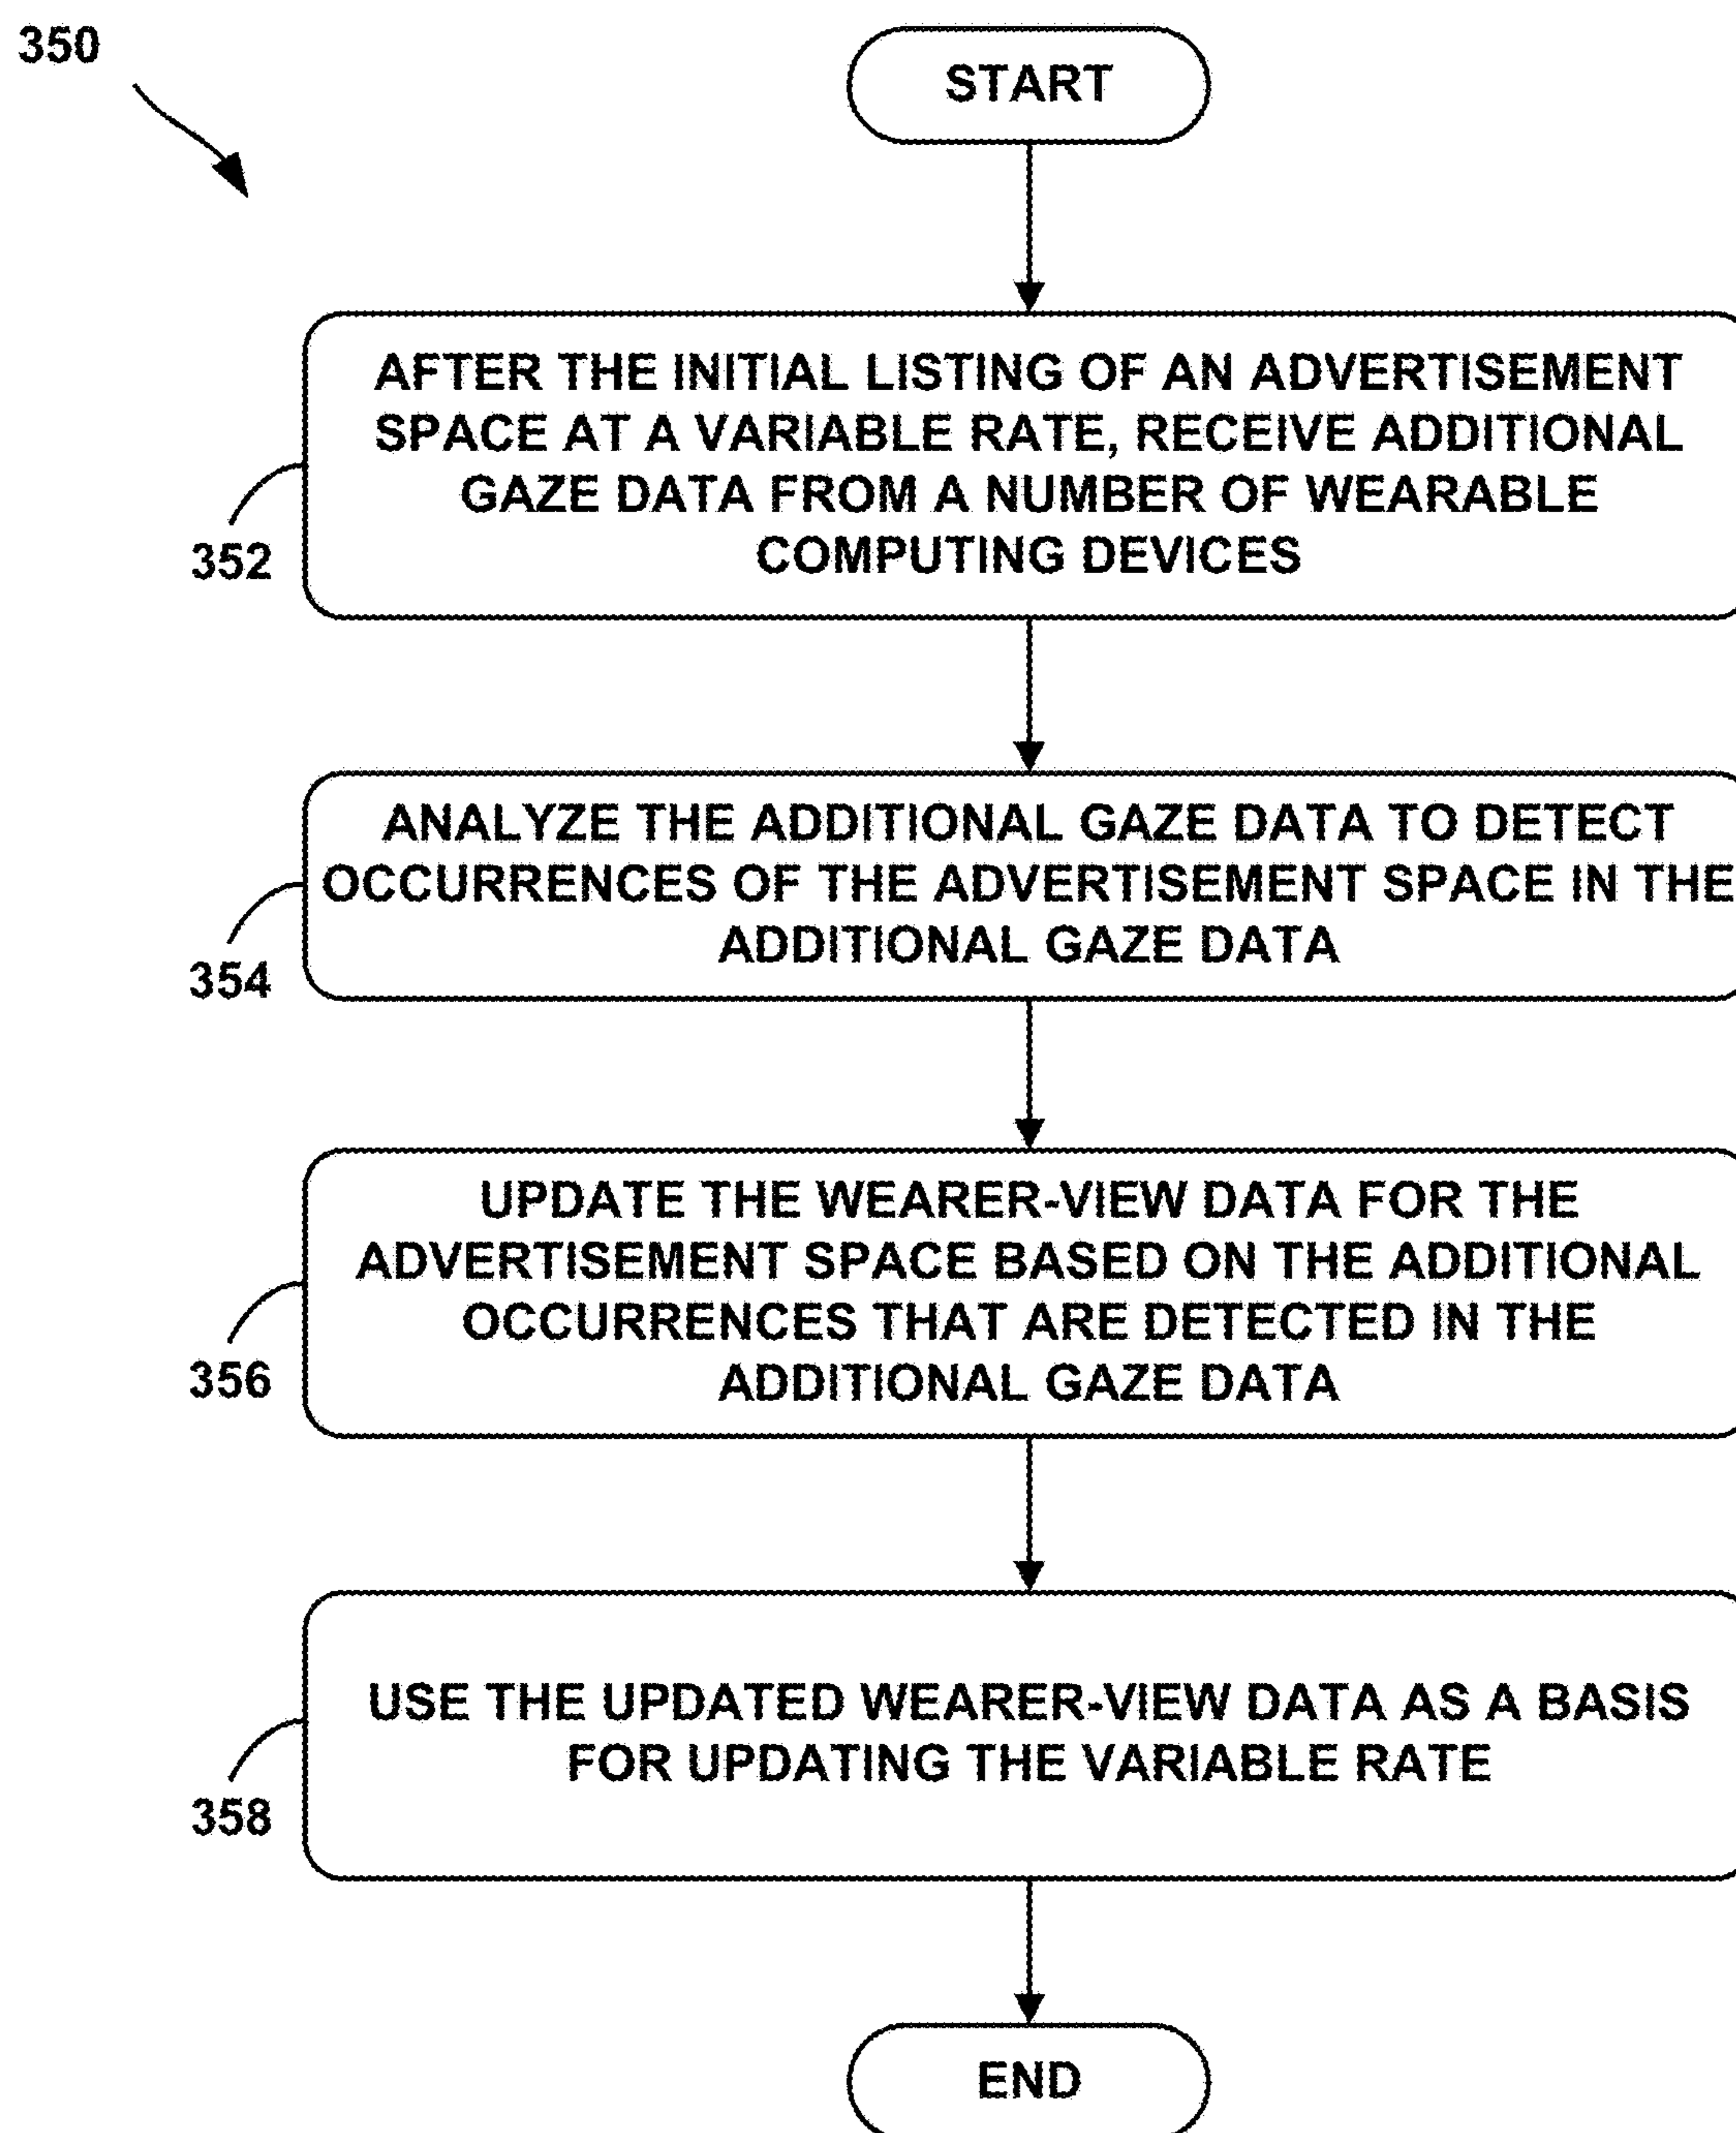 350
START
AFTER THE INITIAL LISTING OF AN ADVERTISEMENT
SPACE AT A VARIABLE RATE, RECEIVE ADDITIONAL
GAZE DATA FROM A NUMBER OF WEARABLE
COMPUTING DEVICES
352
ANALYZE THE ADDITIONAL GAZE DATA TO DETECT
OCCURRENCES OF THE ADVERTISEMENT SPACE IN THE
ADDITIONAL GAZE DATA
354
UPDATE THE WEARER-VIEW DATA FOR THE
ADVERTISEMENT SPACE BASED ON THE ADDITIONAL
OCCURRENCES THAT ARE DETECTED IN THE
ADDITIONAL GAZE DATA
356
USE THE UPDATED WEARER-VIEW DATA AS A BASIS
FOR UPDATING THE VARIABLE RATE
358
END